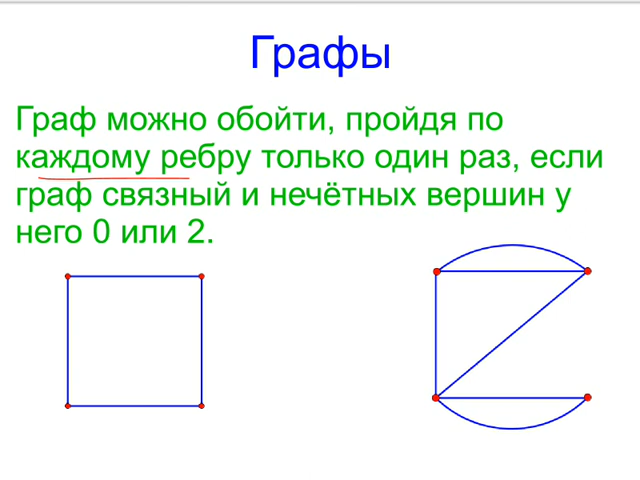 Графы
Граф можно обойти, пройдя по
каждому ребру только один раз, если
граф связный и нечётных вершин у
него 0 или 2.